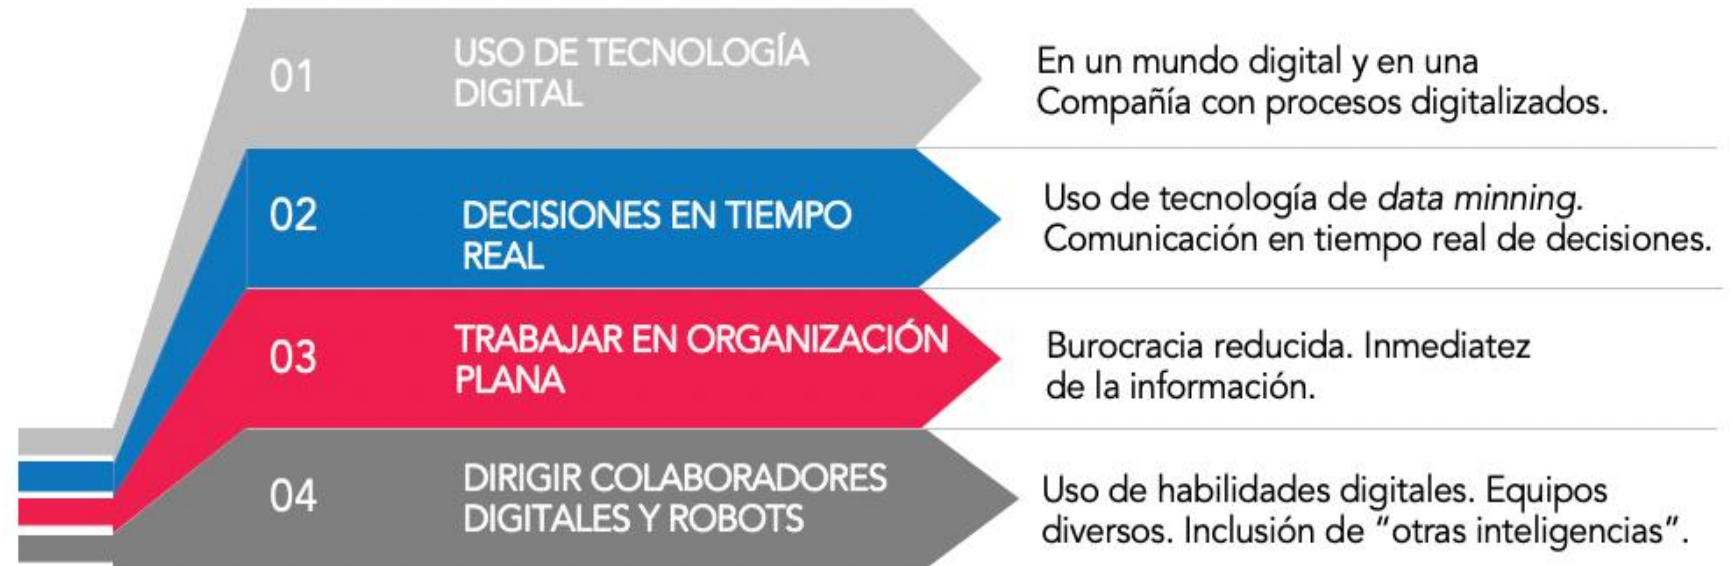 01
USO DE TECNOLOGÍA
DIGITAL
En un mundo digital y en una
Compañía con procesos digitalizados.
02
DECISIONES EN TIEMPO
REAL
Uso de tecnología de data minning.
Comunicación en tiempo real de decisiones.
03
TRABAJAR EN ORGANIZACIÓN
PLANA
Burocracia reducida. Inmediatez
de la información.
04
DIRIGIR COLABORADORES
DIGITALES Y ROBOTS
Uso de habilidades digitales. Equipos
diversos. Inclusión de “otras inteligencias”.